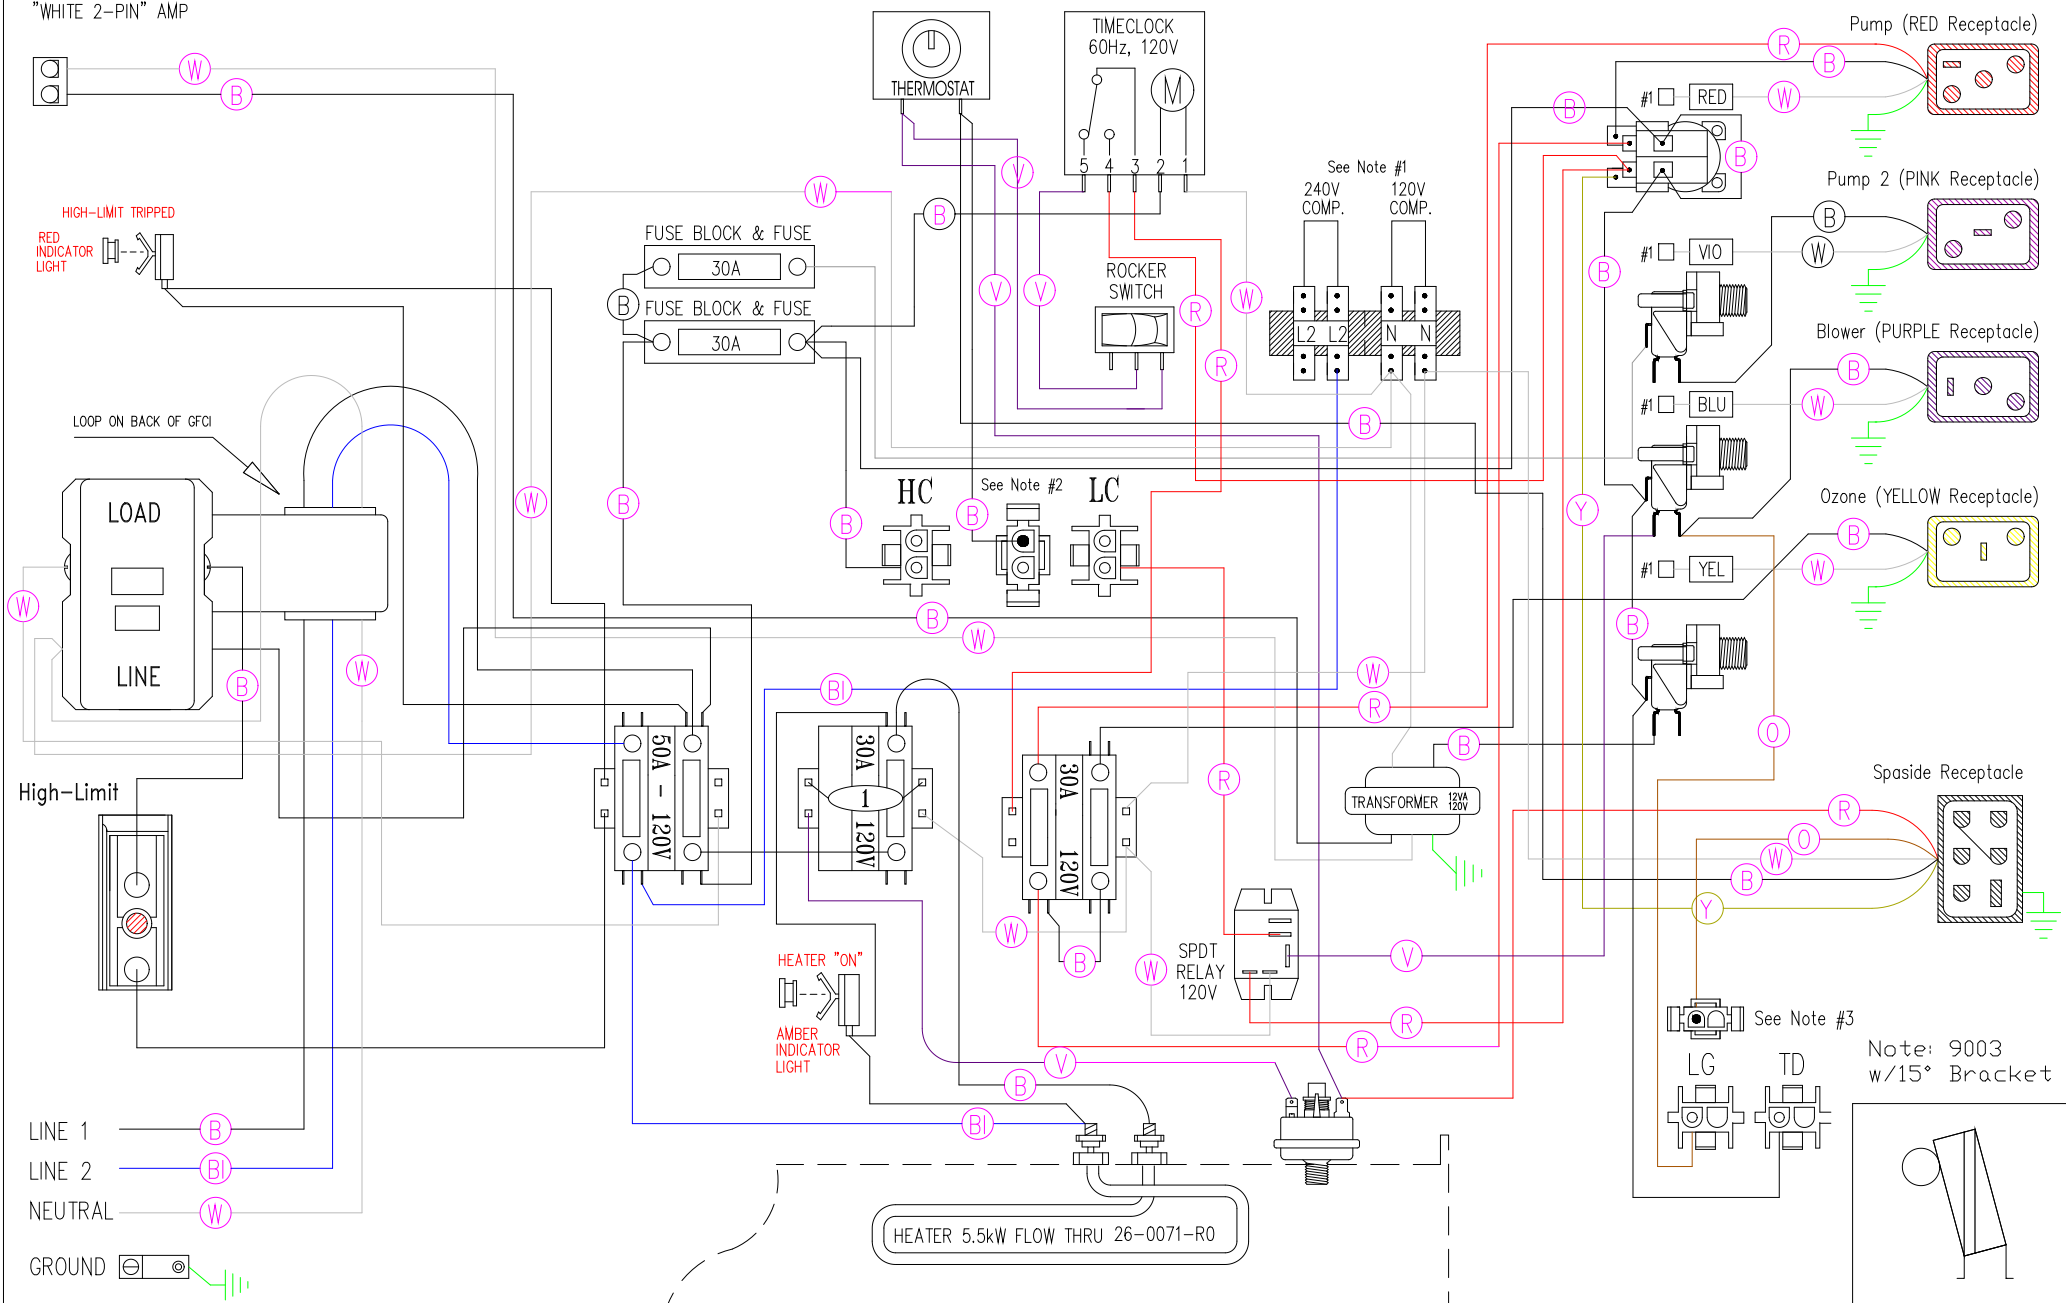 "WHITE 2-PIN" AMP
W
B
THERMOSTAT
TIMECLOCK
60Hz, 120V
M
5 4 3 2 1
Pump (RED Receptacle)
R
B
#1 RED W
B
B
V
W
B
See Note #1
240V
COMP.
120V
COMP.
Pump 2 (PINK Receptacle)
B
#1 VIO W
HIGH-LIMIT TRIPPED
RED
INDICATOR
LIGHT
FUSE BLOCK & FUSE
30A
B
FUSE BLOCK & FUSE
30A
V
V
ROCKER
SWITCH
R
W
B
L2 L2 N N
R
Blower (PURPLE Receptacle)
B
#1 BLU W
LOOP ON BACK OF GFCI
B
LOAD
LINE
W
B
B
HC
B
See Note #2
LC
Y
Ozone (YELLOW Receptacle)
B
#1 YEL W
W
B
W
B
W
B
W
BI
R
O
B
R
High-Limit
50A - 120V
30A 120V
1
30A 120V
TRANSFORMER 12VA
120V
Spaside Receptacle
R
O
W
B
Y
W
B
W
HEATER "ON"
AMBER
INDICATOR
LIGHT
SPDT
RELAY
120V
V
R
R
V
B
BI
See Note #3
LG
TD
Note: 9003
w/15° Bracket
LINE 1 B
LINE 2 BI
NEUTRAL W
GROUND
HEATER 5.5kW FLOW THRU 26-0071-R0